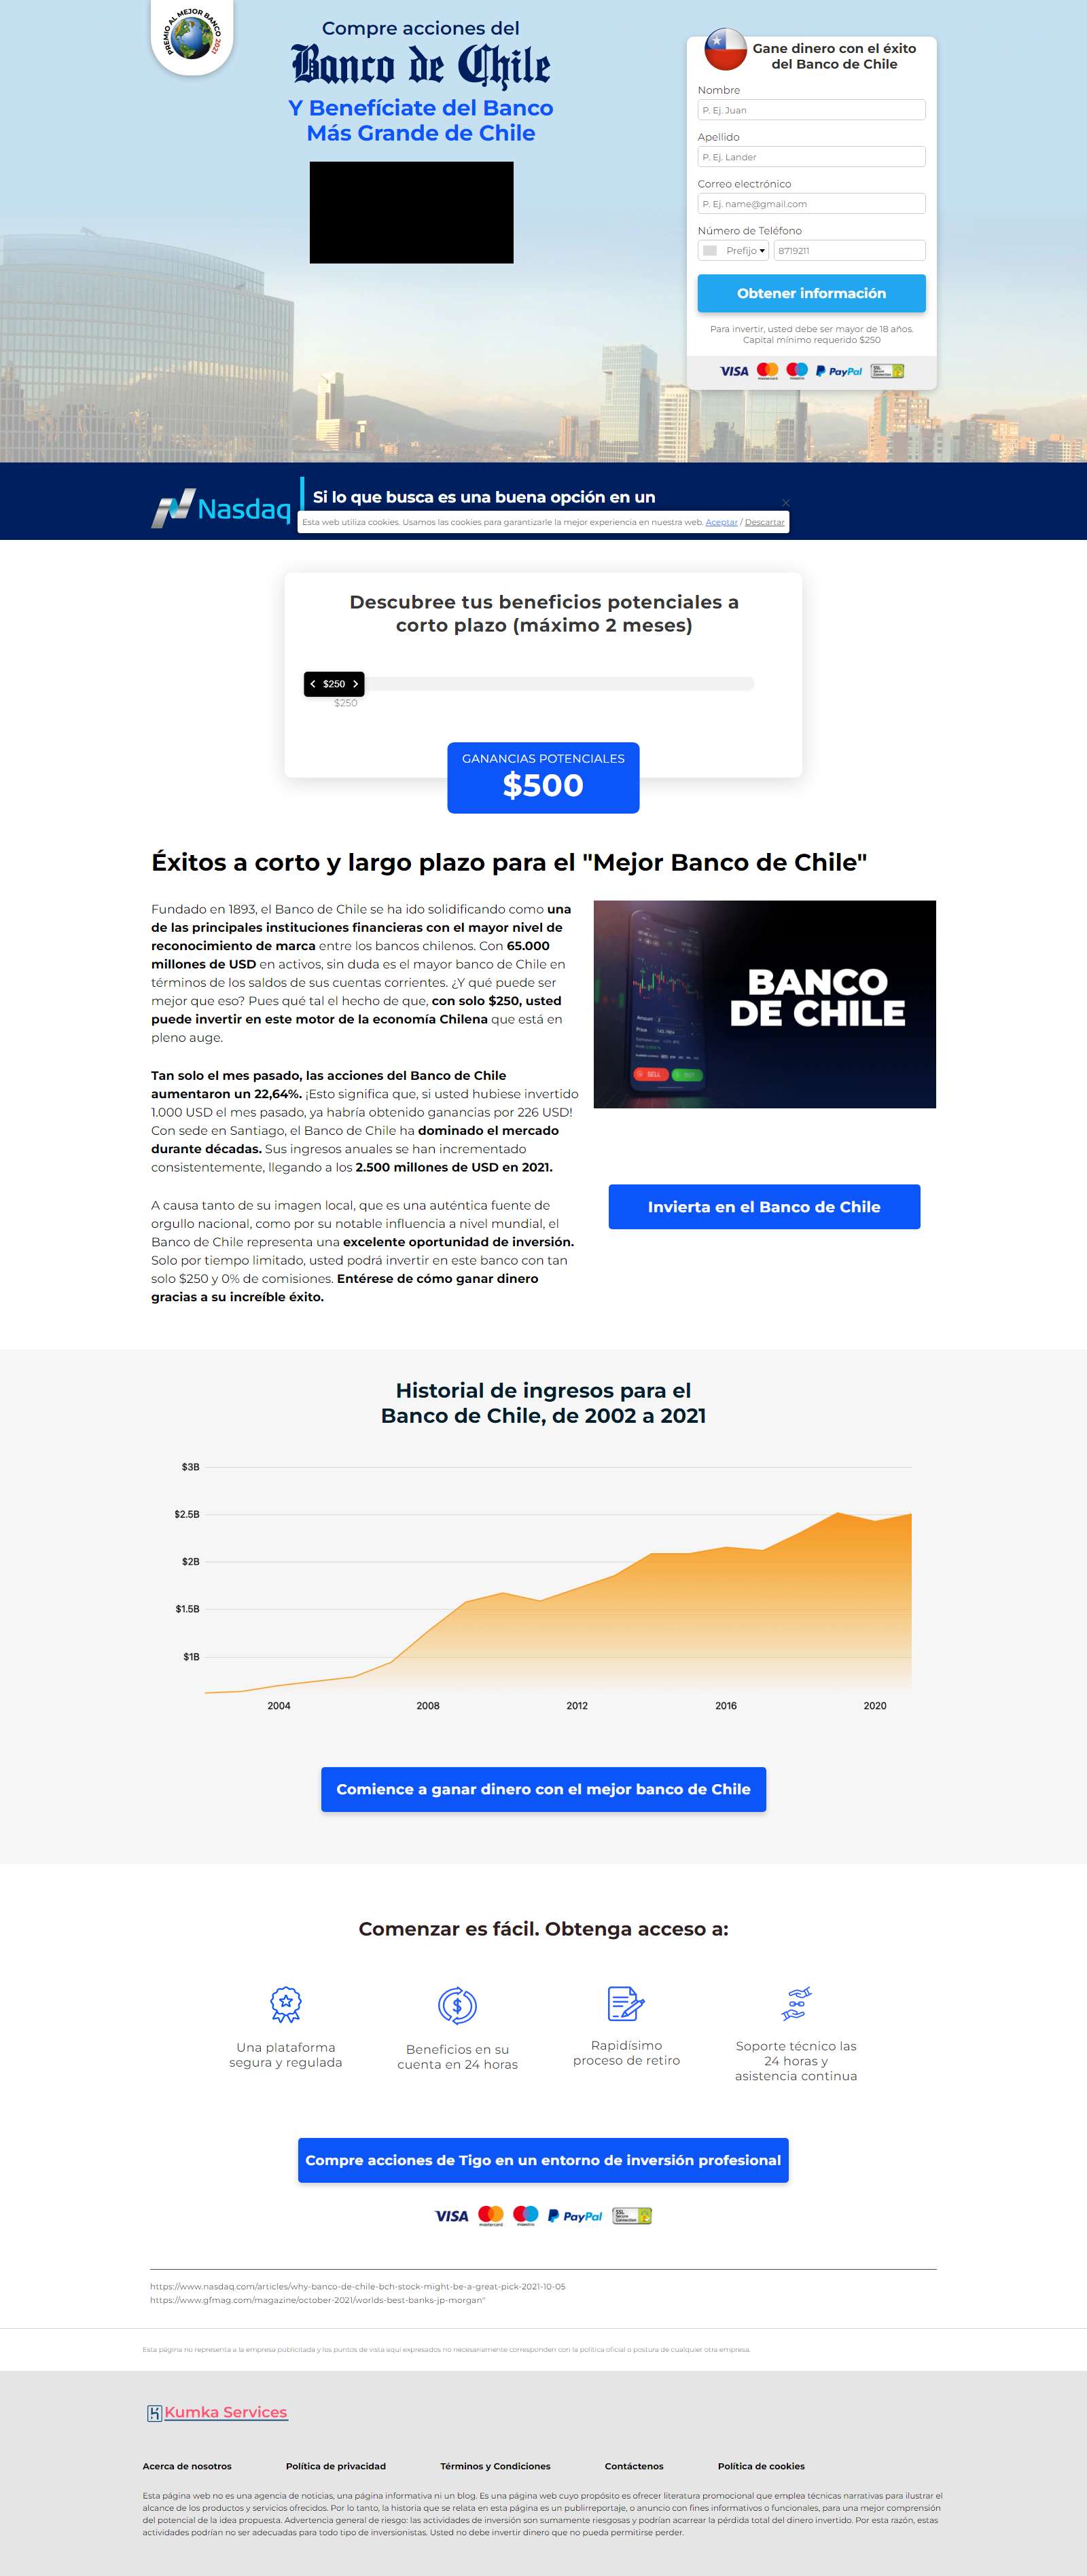 PREMIO AL MEJOR BANCO 2021
Compre acciones del
Banco de Chile
Y Benefíciate del Banco
Más Grande de Chile
Gane dinero con el éxito
del Banco de Chile
Nombre
P. Ej. Juan
Apellido
P. Ej. Lander
Correo electrónico
P. Ej. name@gmail.com
Número de Teléfono
Prefijo
8719211
Obtener información
Para invertir, usted debe ser mayor de 18 años.
Capital mínimo requerido $250
VISA mastercard maestro PayPal SSL Secure Connection
Nasdaq
Si lo que busca es una buena opción en un
Esta web utiliza cookies. Usamos las cookies para garantizarle la mejor experiencia en nuestra web. Aceptar / Descartar
Descubree tus beneficios potenciales a
corto plazo (máximo 2 meses)
$250
$250
GANANCIAS POTENCIALES
$500
Éxitos a corto y largo plazo para el "Mejor Banco de Chile"
Fundado en 1893, el Banco de Chile se ha ido solidificando como una
de las principales instituciones financieras con el mayor nivel de
reconocimiento de marca entre los bancos chilenos. Con 65.000
millones de USD en activos, sin duda es el mayor banco de Chile en
términos de los saldos de sus cuentas corrientes. ¿Y qué puede ser
mejor que eso? Pues qué tal el hecho de que, con solo $250, usted
puede invertir en este motor de la economía Chilena que está en
pleno auge.
Tan solo el mes pasado, las acciones del Banco de Chile
aumentaron un 22,64%. ¡Esto significa que, si usted hubiese invertido
1.000 USD el mes pasado, ya habría obtenido ganancias por 226 USD!
Con sede en Santiago, el Banco de Chile ha dominado el mercado
durante décadas. Sus ingresos anuales se han incrementado
consistentemente, llegando a los 2.500 millones de USD en 2021.
A causa tanto de su imagen local, que es una auténtica fuente de
orgullo nacional, como por su notable influencia a nivel mundial, el
Banco de Chile representa una excelente oportunidad de inversión.
Solo por tiempo limitado, usted podrá invertir en este banco con tan
solo $250 y 0% de comisiones. Entérese de cómo ganar dinero
gracias a su increíble éxito.
BANCO
DE CHILE
Amount
Price
SELL
Invierta en el Banco de Chile
Historial de ingresos para el
Banco de Chile, de 2002 a 2021
$3B
$2.5B
$2B
$1.5B
$1B
2004 2008 2012 2016 2020
Comience a ganar dinero con el mejor banco de Chile
Comenzar es fácil. Obtenga acceso a:
Una plataforma
segura y regulada
Beneficios en su
cuenta en 24 horas
Rapidísimo
proceso de retiro
Soporte técnico las
24 horas y
asistencia continua
Compre acciones de Tigo en un entorno de inversión profesional
VISA mastercard maestro PayPal SSL Secure Connection
https://www.nasdaq.com/articles/why-banco-de-chile-bch-stock-might-be-a-great-pick-2021-10-05
https://www.gfmag.com/magazine/october-2021/worlds-best-banks-jp-morgan"
Esta página no representa a la empresa publicitada y los puntos de vista aquí expresados no necesariamente corresponden con la política oficial o postura de cualquier otra empresa.
Kumka Services
Acerca de nosotros Política de privacidad Términos y Condiciones Contáctenos Política de cookies
Esta página web no es una agencia de noticias, una página informativa ni un blog. Es una página web cuyo propósito es ofrecer literatura promocional que emplea técnicas narrativas para ilustrar el
alcance de los productos y servicios ofrecidos. Por lo tanto, la historia que se relata en esta página es un publirreportaje, o anuncio con fines informativos o funcionales, para una mejor comprensión
del potencial de la idea propuesta. Advertencia general de riesgo: las actividades de inversión son sumamente riesgosas y podrían acarrear la pérdida total del dinero invertido. Por esta razón, estas
actividades podrían no ser adecuadas para todo tipo de inversionistas. Usted no debe invertir dinero que no pueda permitirse perder.